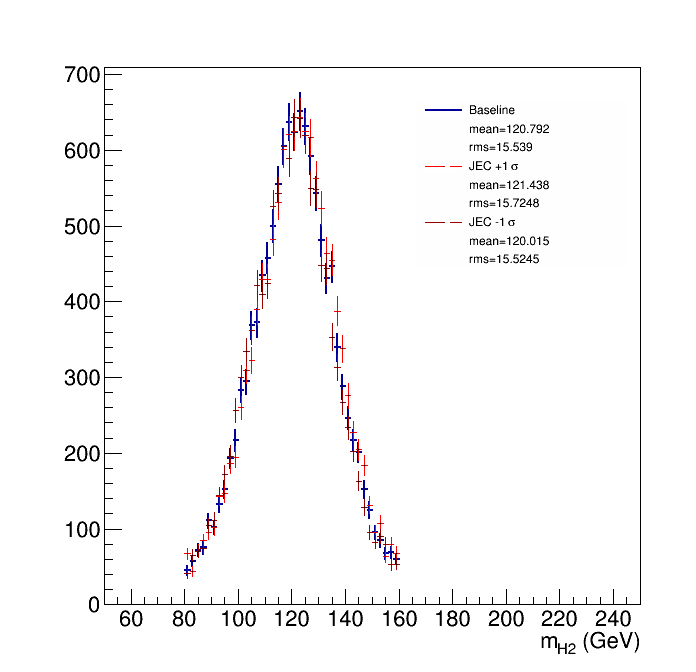 700
600
500
400
300
200
100
0
Baseline
mean=120.792
rms=15.539
JEC +1 σ
mean=121.438
rms=15.7248
JEC -1 σ
mean=120.015
rms=15.5245
60 80 100 120 140 160 180 200 220 240
m_H2 (GeV)